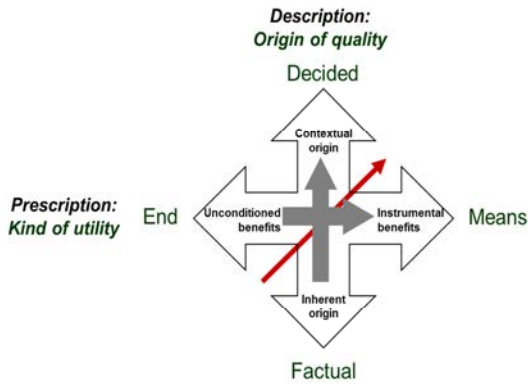 Description:
Origin of quality
Decided
Contextual
origin
Prescription:
Kind of utility
End
Unconditioned
benefits
Instrumental
benefits
Means
Inherent
origin
Factual